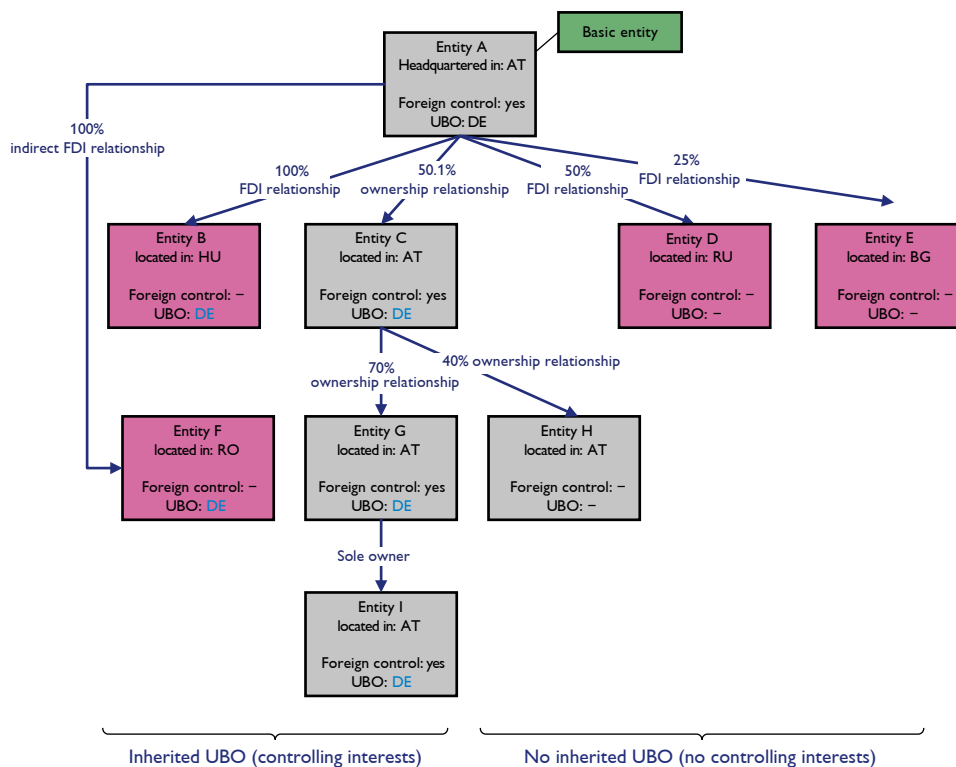 Basic entity
Entity A
Headquartered in: AT
Foreign control: yes
UBO: DE
100%
indirect FDI relationship
100%
FDI relationship
50.1%
ownership relationship
50%
FDI relationship
25%
FDI relationship
Entity B
located in: HU
Foreign control: –
UBO: DE
Entity C
located in: AT
Foreign control: yes
UBO: DE
Entity D
located in: RU
Foreign control: –
UBO: –
Entity E
located in: BG
Foreign control: –
UBO: –
70%
ownership relationship
40% ownership relationship
Entity F
located in: RO
Foreign control: –
UBO: DE
Entity G
located in: AT
Foreign control: yes
UBO: DE
Entity H
located in: AT
Foreign control: –
UBO: –
Sole owner
Entity I
located in: AT
Foreign control: yes
UBO: DE
Inherited UBO (controlling interests)
No inherited UBO (no controlling interests)